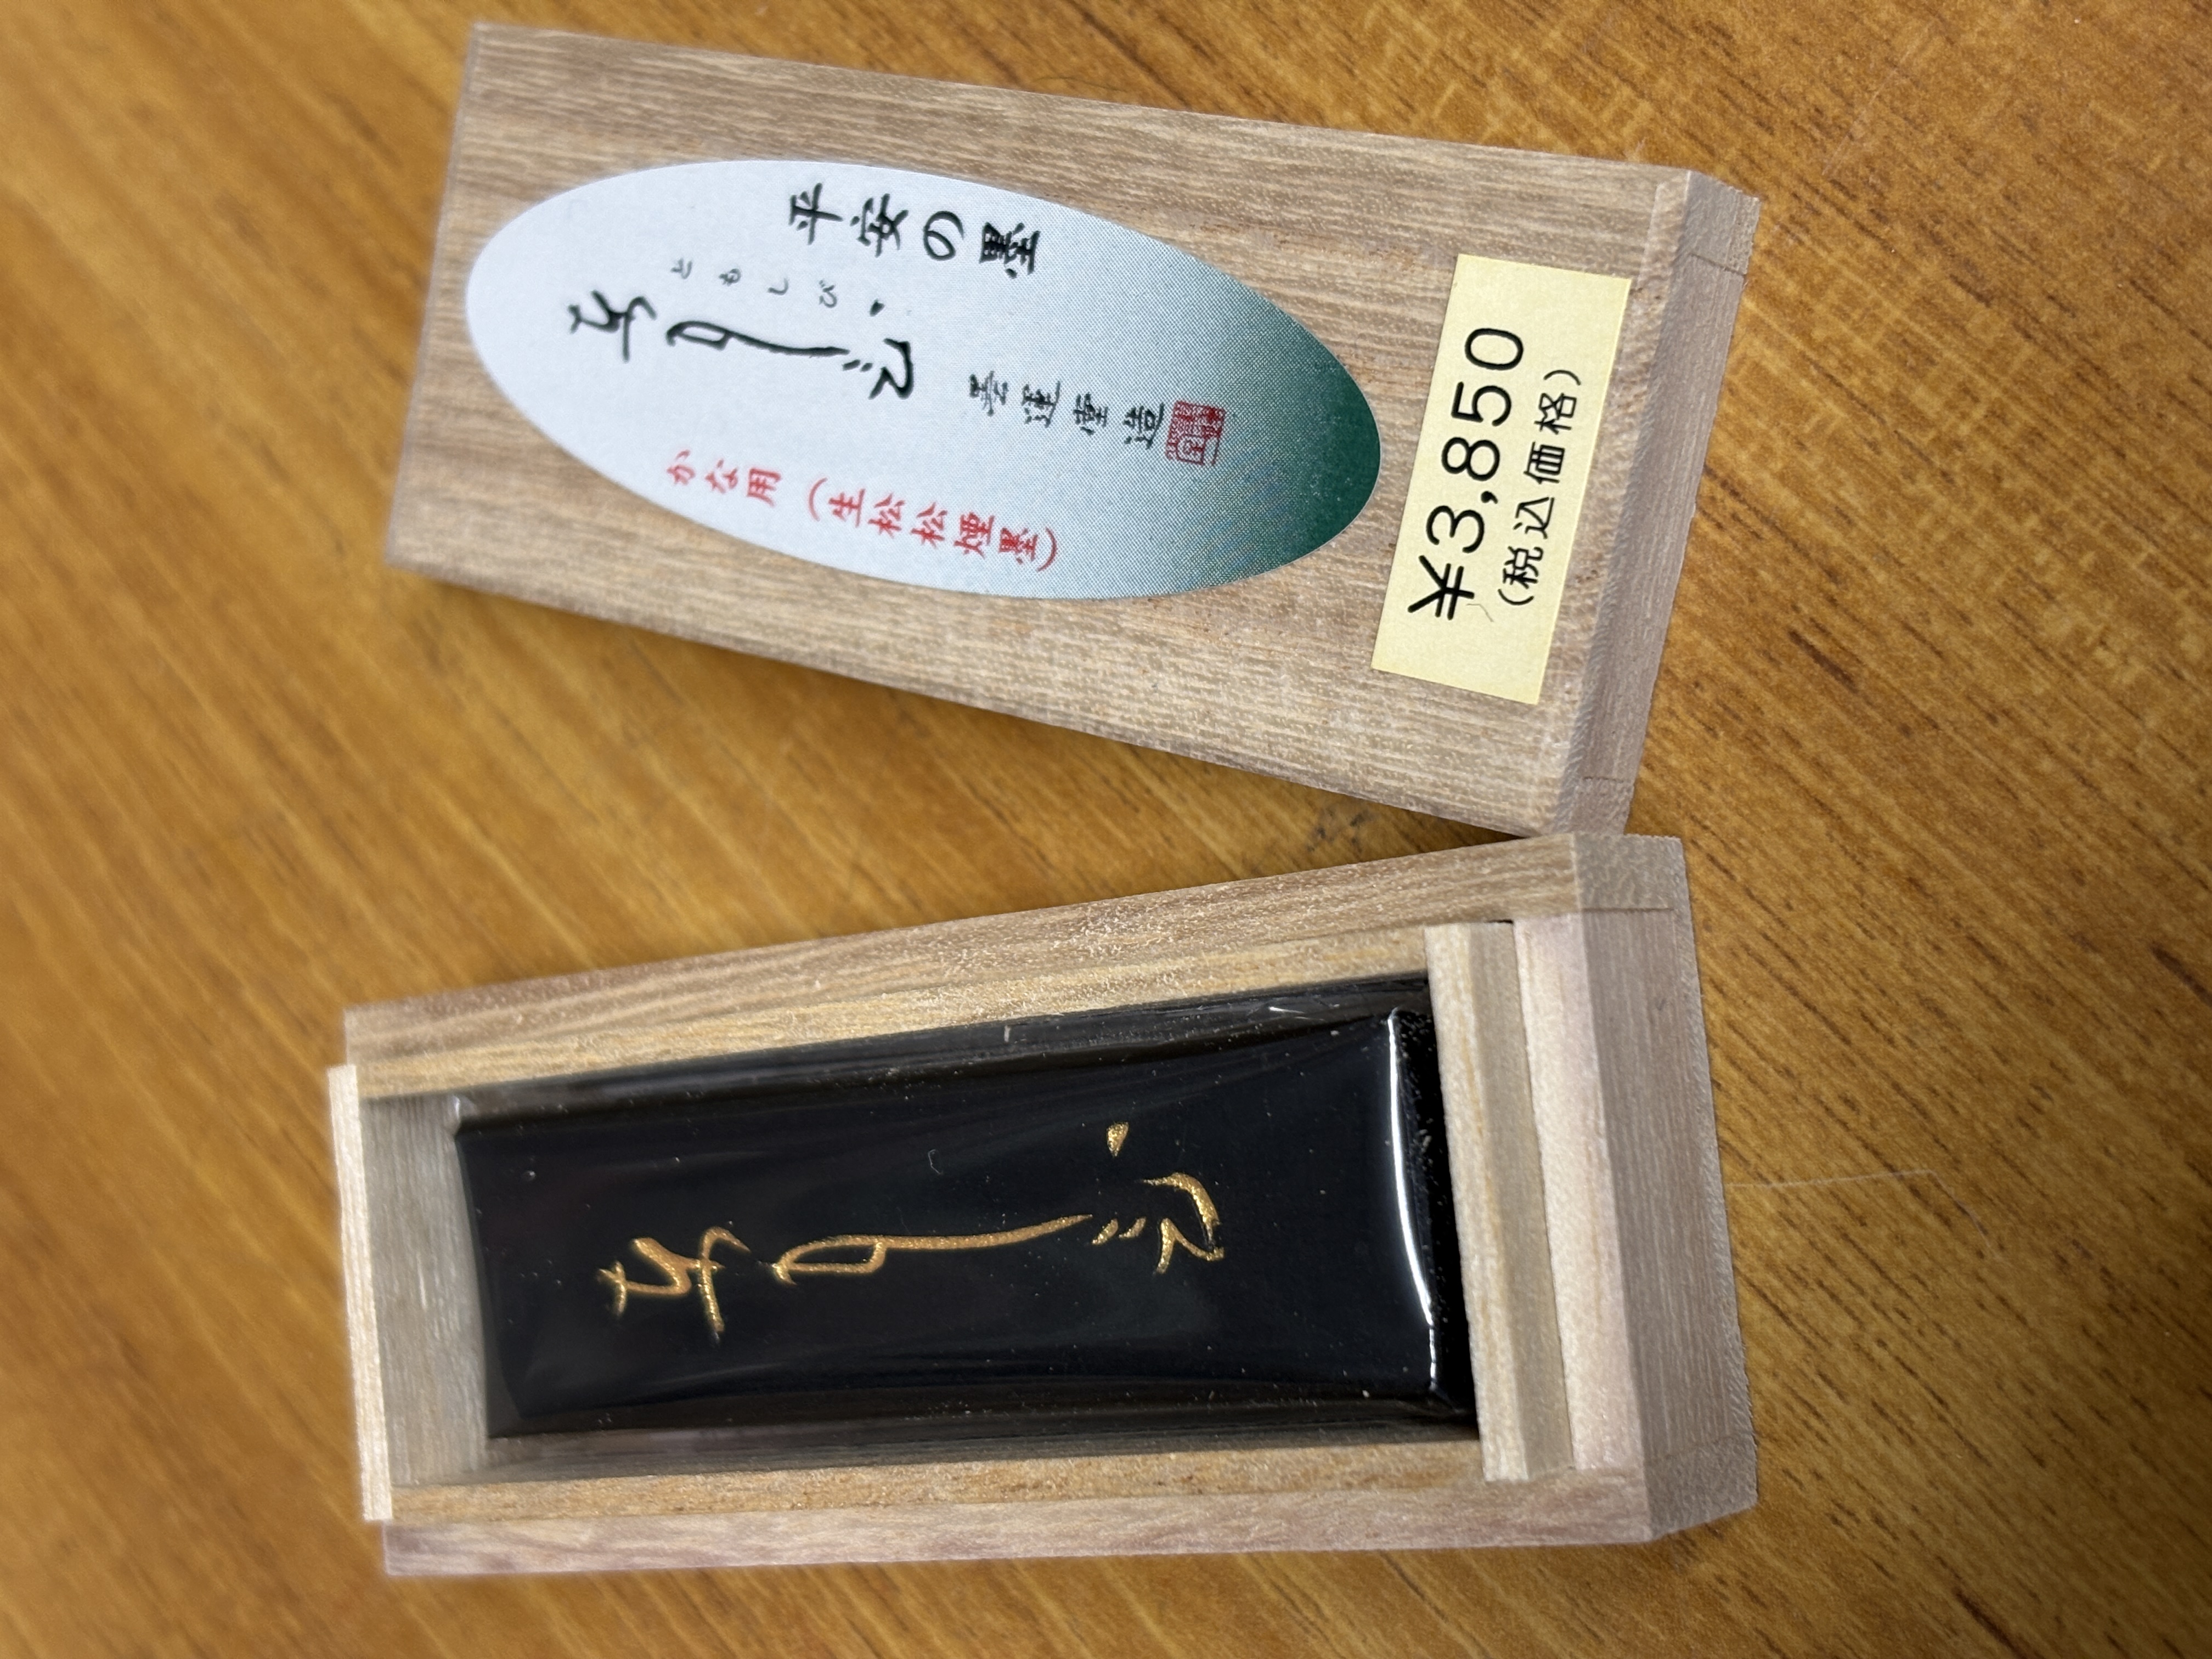 平安の墨
ともしび
ともしび
墨運堂造
かな用(生松松煙墨)
¥3,850
(税込価格)
ともしび